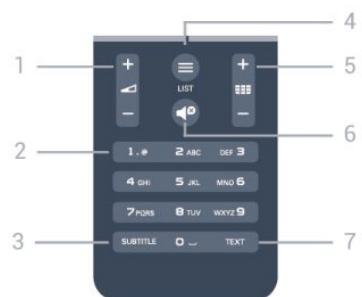 4
1 + + 5
LIST
− −
6
2 1.@ 2 ABC DEF 3
4 GHI 5 JKL MNO 6
7 PQRS 8 TUV WXYZ 9
3 SUBTITLE 0 ⎵ TEXT 7